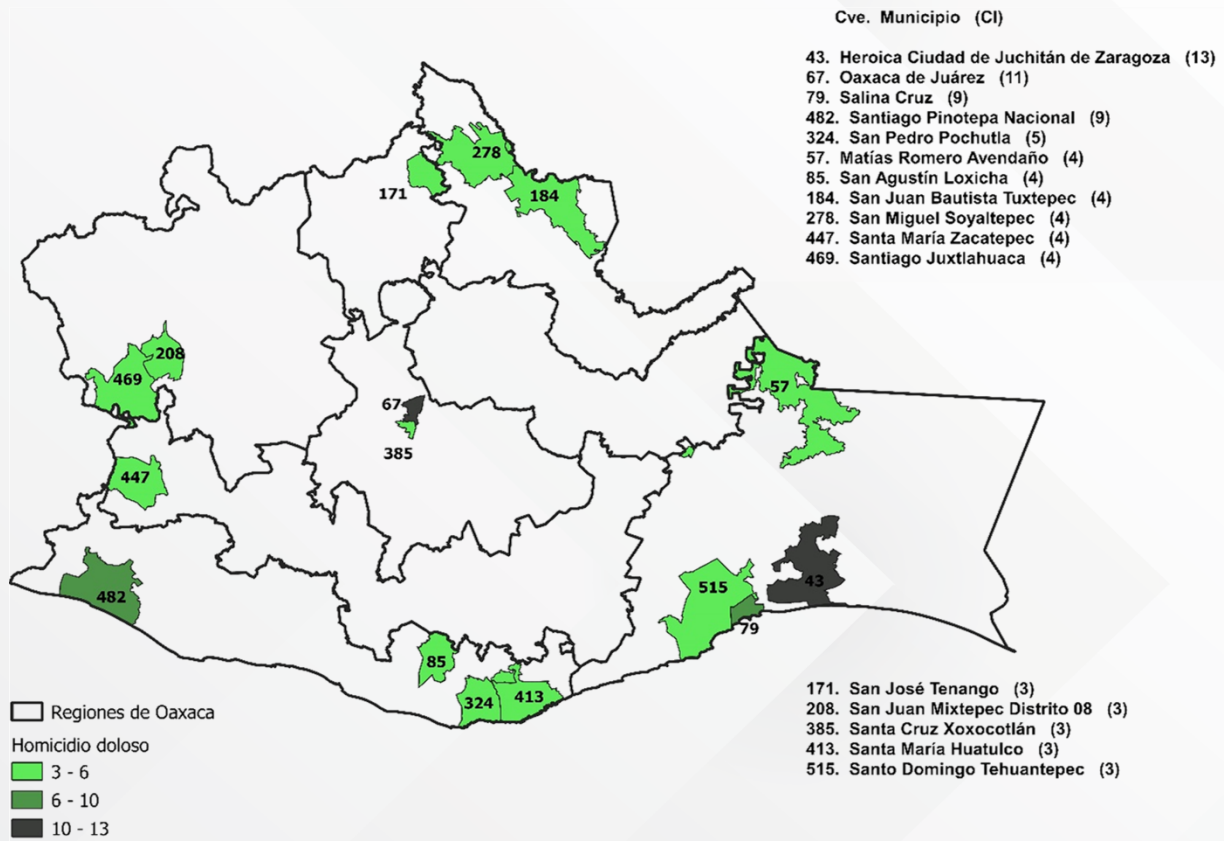 Cve. Municipio (CI)
43. Heroica Ciudad de Juchitán de Zaragoza (13)
67. Oaxaca de Juárez (11)
79. Salina Cruz (9)
482. Santiago Pinotepa Nacional (9)
324. San Pedro Pochutla (5)
57. Matías Romero Avendaño (4)
85. San Agustín Loxicha (4)
184. San Juan Bautista Tuxtepec (4)
278. San Miguel Soyaltepec (4)
447. Santa María Zacatepec (4)
469. Santiago Juxtlahuaca (4)
278
171
184
208
469
57
67
385
447
43
515
482
79
85
324
413
171. San José Tenango (3)
208. San Juan Mixtepec Distrito 08 (3)
385. Santa Cruz Xoxocotlán (3)
413. Santa María Huatulco (3)
515. Santo Domingo Tehuantepec (3)
Regiones de Oaxaca
Homicidio doloso
3 - 6
6 - 10
10 - 13